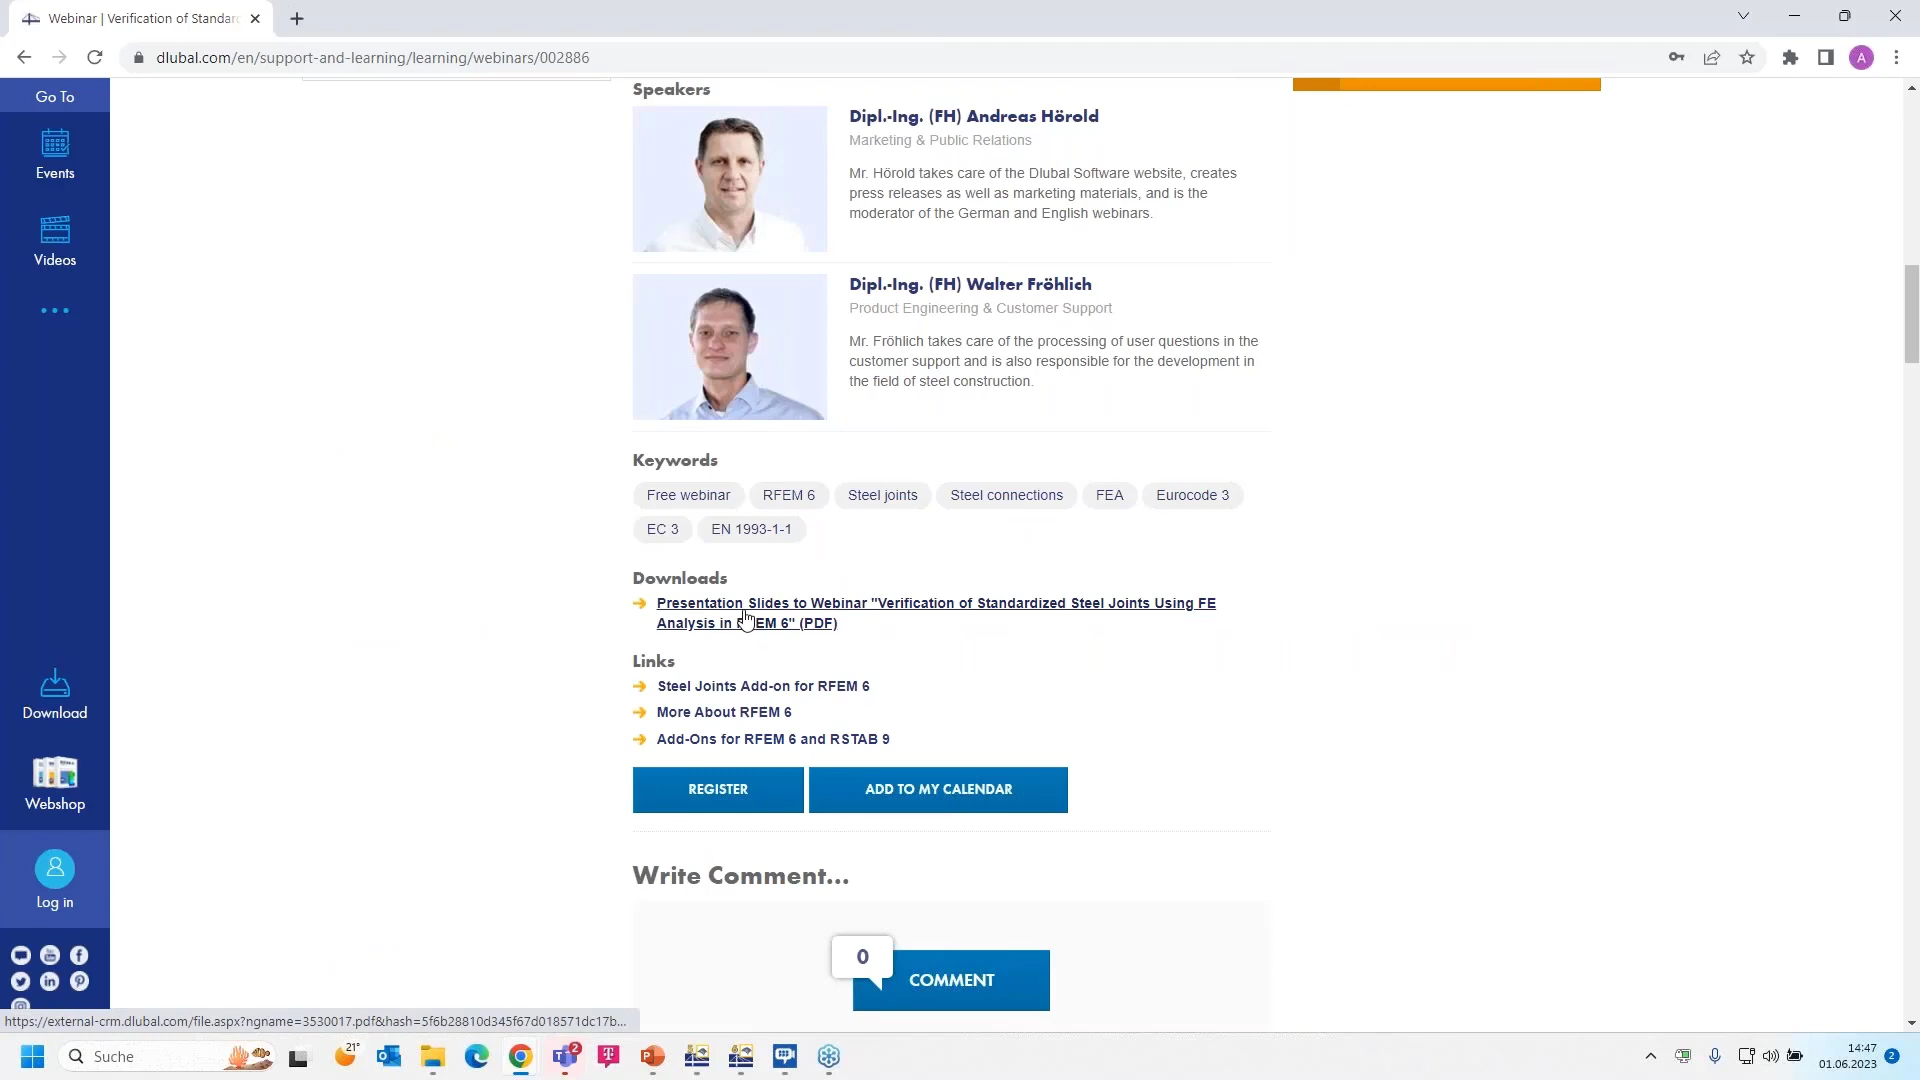 Webinar | Verification of Standard
dlubal.com/en/support-and-learning/learning/webinars/002886
A
Go To
Events
Videos
Download
Webshop
Log in
Speakers
Dipl.-Ing. (FH) Andreas Hörold
Marketing & Public Relations
Mr. Hörold takes care of the Dlubal Software website, creates
press releases as well as marketing materials, and is the
moderator of the German and English webinars.
Dipl.-Ing. (FH) Walter Fröhlich
Product Engineering & Customer Support
Mr. Fröhlich takes care of the processing of user questions in the
customer support and is also responsible for the development in
the field of steel construction.
Keywords
Free webinar RFEM 6 Steel joints Steel connections FEA Eurocode 3
EC 3 EN 1993-1-1
Downloads
Presentation Slides to Webinar "Verification of Standardized Steel Joints Using FE
Analysis in RFEM 6" (PDF)
Links
Steel Joints Add-on for RFEM 6
More About RFEM 6
Add-Ons for RFEM 6 and RSTAB 9
REGISTER ADD TO MY CALENDAR
Write Comment...
0
COMMENT
https://external-crm.dlubal.com/file.aspx?ngname=3530017.pdf&hash=5f6b28810d345f67d018571dc17b...
Suche
21°
2
14:47
01.06.2023
2